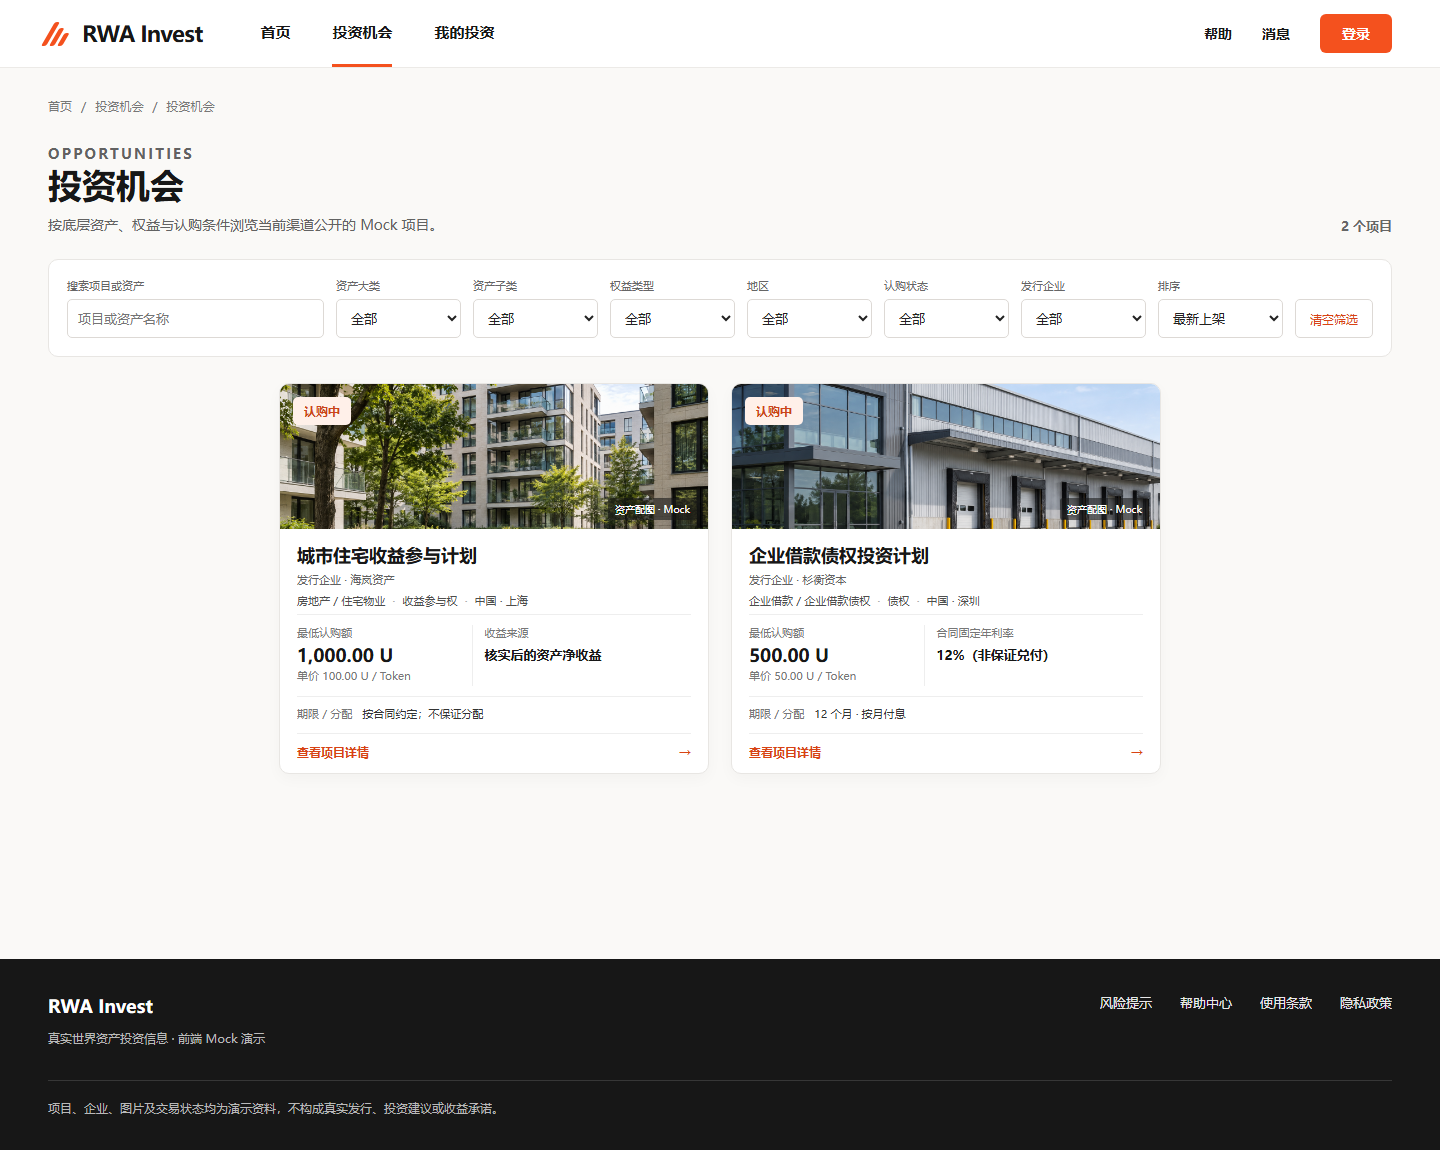 RWA Invest 首页 投资机会 我的投资 帮助 消息 登录
首页 / 投资机会 / 投资机会
OPPORTUNITIES
投资机会
按底层资产、权益与认购条件浏览当前渠道公开的 Mock 项目。 2 个项目
搜索项目或资产 资产大类 资产子类 权益类型 地区 认购状态 发行企业 排序
项目或资产名称 全部 全部 全部 全部 全部 全部 最新上架 清空筛选
认购中
资产配图 · Mock
城市住宅收益参与计划
发行企业 · 海岚资产
房地产 / 住宅物业 · 收益参与权 · 中国 · 上海
最低认购额 收益来源
1,000.00 U 核实后的资产净收益
单价 100.00 U / Token
期限 / 分配 按合同约定；不保证分配
查看项目详情 →
认购中
资产配图 · Mock
企业借款债权投资计划
发行企业 · 杉衡资本
企业借款 / 企业借款债权 · 债权 · 中国 · 深圳
最低认购额 合同固定年利率
500.00 U 12%（非保证兑付）
单价 50.00 U / Token
期限 / 分配 12 个月 · 按月付息
查看项目详情 →
RWA Invest 风险提示 帮助中心 使用条款 隐私政策
真实世界资产投资信息 · 前端 Mock 演示
项目、企业、图片及交易状态均为演示资料，不构成真实发行、投资建议或收益承诺。